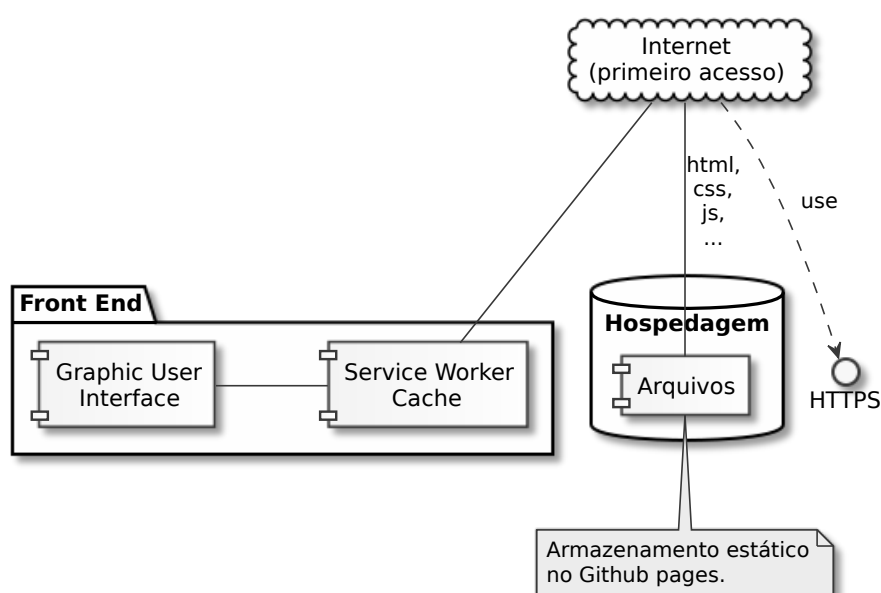 Internet
(primeiro acesso)
html,
css,
js,
...
use
Front End
Graphic User
Interface
Service Worker
Cache
Hospedagem
Arquivos
HTTPS
Armazenamento estático
no Github pages.